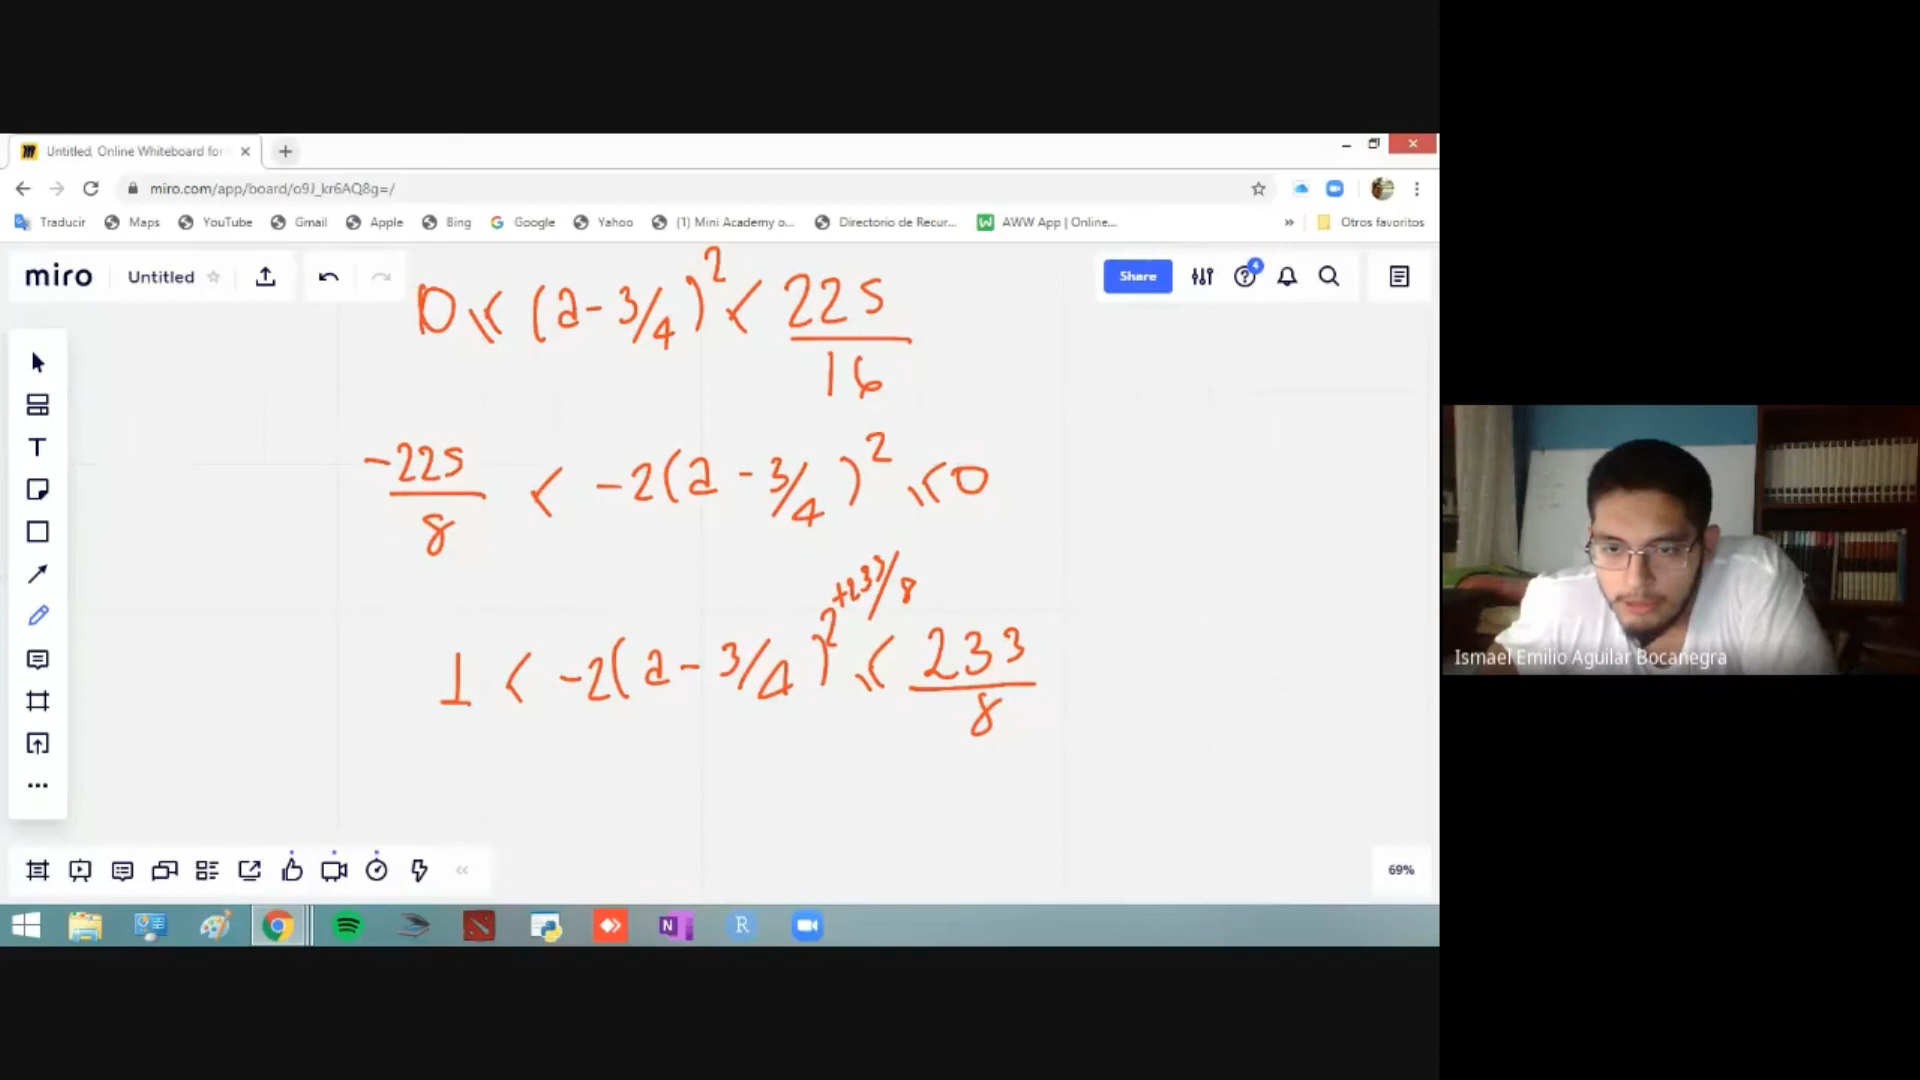 Untitled, Online Whiteboard for
miro.com/app/board/o9J_kr6AQ8g=/
Traducir Maps YouTube Gmail Apple Bing Google Yahoo (1) Mini Academy o... Directorio de Recur... AWW App | Online... » Otros favoritos
miro Untitled Share 4
0 ≤ (a - 3/4)² < 225/16
-225/8 < -2(a - 3/4)² ≤ 0
1 < -2(a - 3/4)² +233/8 ≤ 233/8
Ismael Emilio Aguilar Bocanegra
69%